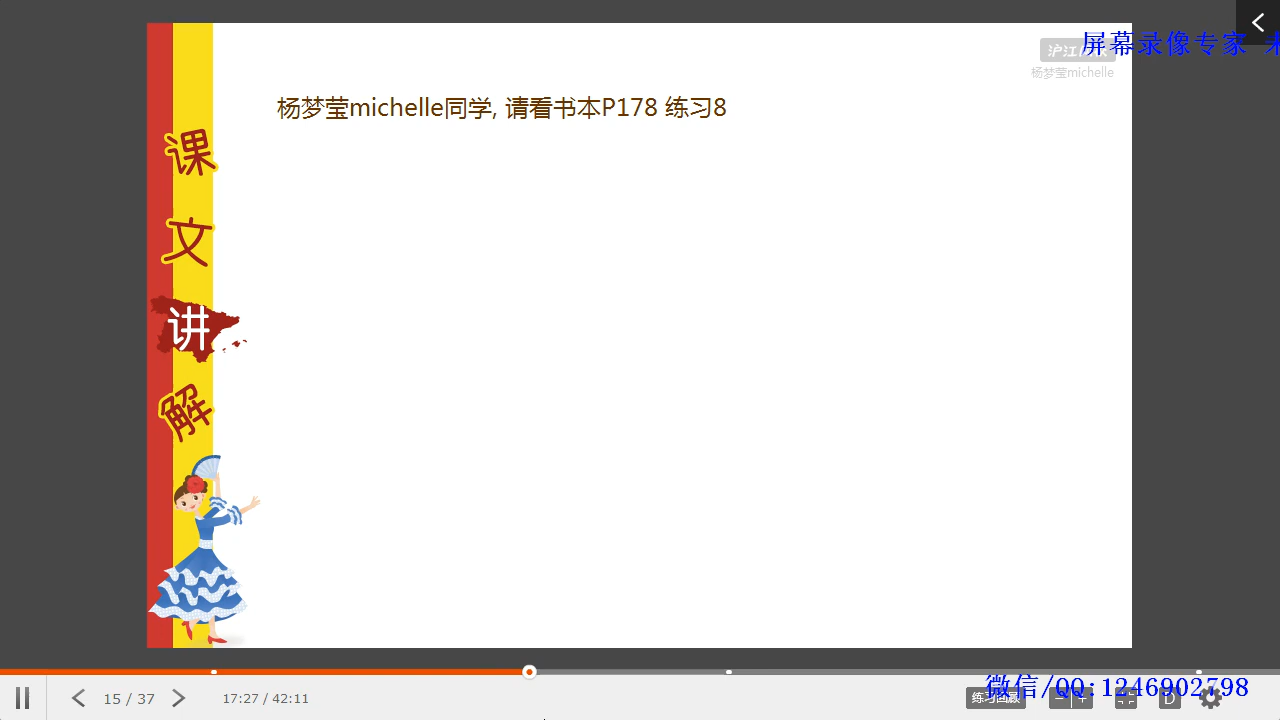 屏幕录像专家
沪江
杨梦莹michelle
杨梦莹michelle同学, 请看书本P178 练习8
课
文
讲
解
15 / 37
17:27 / 42:11
练习回顾
D
微信/QQ:1246902798